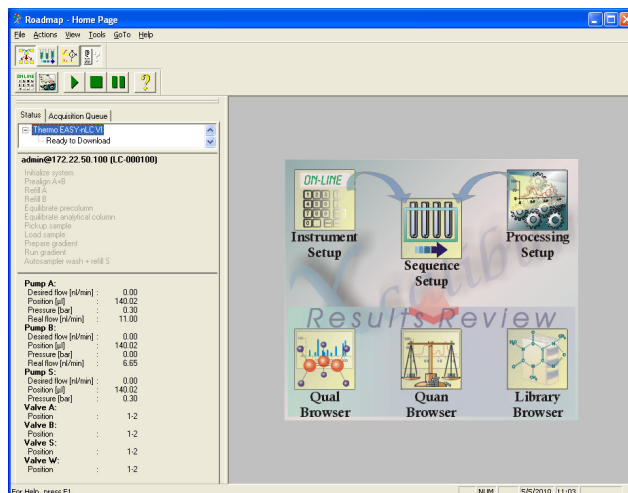 Roadmap - Home Page
File Actions View Tools GoTo Help
ON-LINE
Status Acquisition Queue
Thermo EASY-nLC VI
Ready to Download
admin@172.22.50.100 (LC-000100)
Initialize system
Prealign A+B
Refill A
Refill B
Equilibrate precolumn
Equilibrate analytical column
Pickup sample
Load sample
Prepare gradient
Run gradient
Autosampler wash + refill S
Pump A:
Desired flow [nl/min] : 0.00
Position [µl] : 140.02
Pressure [bar] : 0.30
Real flow [nl/min] : 11.00
Pump B:
Desired flow [nl/min] : 0.00
Position [µl] : 140.02
Pressure [bar] : 0.00
Real flow [nl/min] : 6.65
Pump S:
Desired flow [nl/min] : 0.00
Position [µl] : 140.02
Pressure [bar] : 0.30
Valve A:
Position : 1-2
Valve B:
Position : 1-2
Valve S:
Position : 1-2
Valve W:
Position : 1-2
ON-LINE
Instrument Setup
Sequence Setup
Processing Setup
Xcalibur
Results Review
Qual Browser
Quan Browser
Library Browser
For Help, press F1
NUM 5/5/2010 11:03